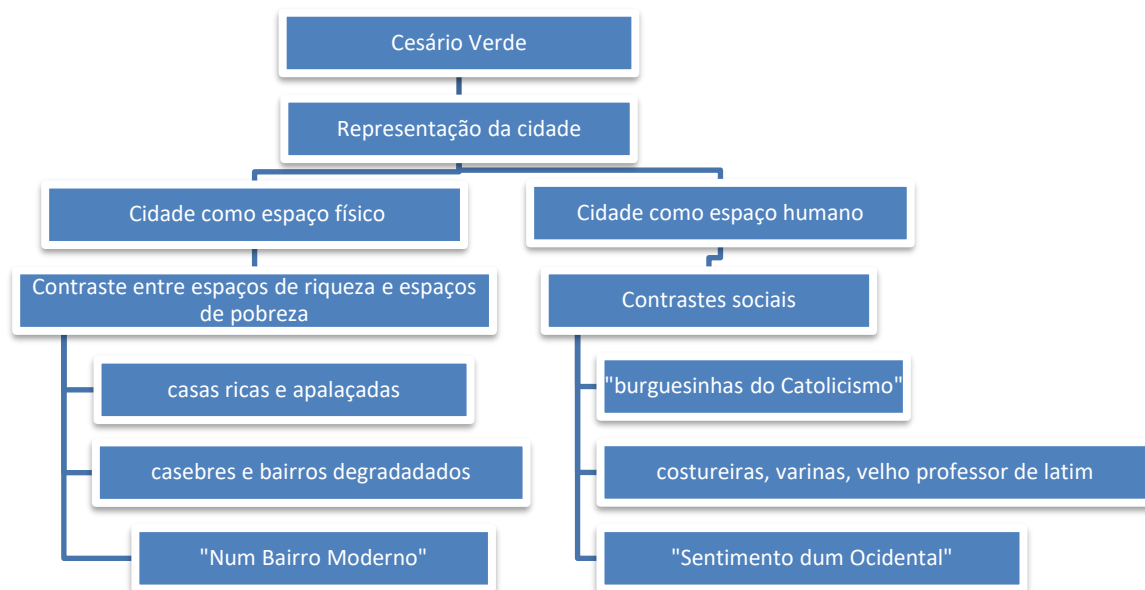 Cesário Verde
Representação da cidade
Cidade como espaço físico
Contraste entre espaços de riqueza e espaços
de pobreza
casas ricas e apalaçadas
casebres e bairros degradadados
"Num Bairro Moderno"
Cidade como espaço humano
Contrastes sociais
"burguesinhas do Catolicismo"
costureiras, varinas, velho professor de latim
"Sentimento dum Ocidental"